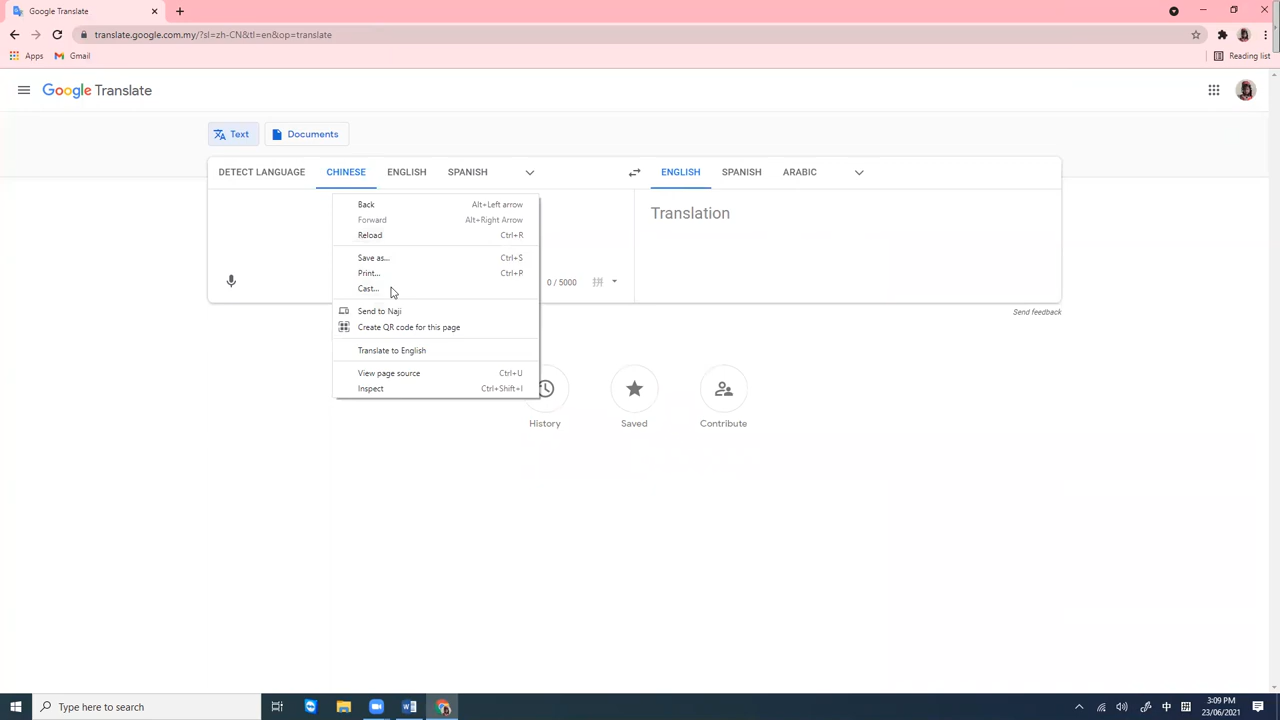 Google Translate
translate.google.com.my/?sl=zh-CN&tl=en&op=translate
Apps
Gmail
Reading list
Google Translate
Text
Documents
DETECT LANGUAGE CHINESE ENGLISH SPANISH
ENGLISH SPANISH ARABIC
Translation
Back Alt+Left arrow
Forward Alt+Right Arrow
Reload Ctrl+R
Save as... Ctrl+S
Print... Ctrl+P
Cast...
Send to Naji
Create QR code for this page
Translate to English
View page source Ctrl+U
Inspect Ctrl+Shift+I
0 / 5000
拼
Send feedback
History
Saved
Contribute
Type here to search
中
3:09 PM
23/06/2021